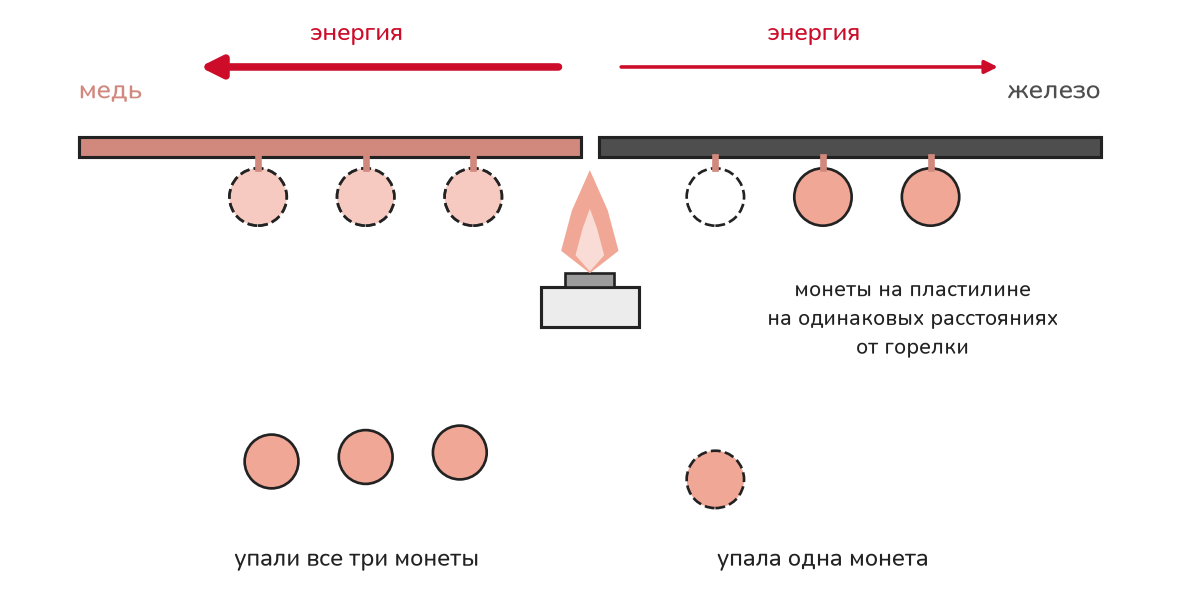 энергия
энергия
медь
железо
монеты на пластилине
на одинаковых расстояниях
от горелки
упали все три монеты
упала одна монета